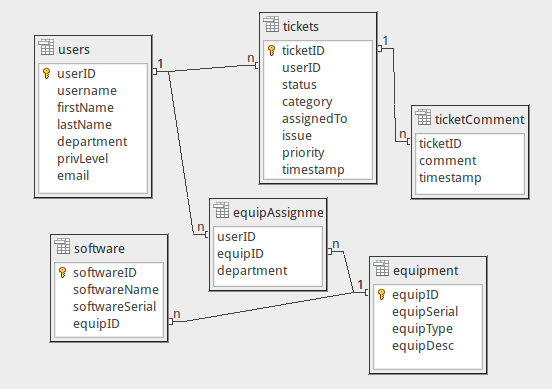 users
userID
username
firstName
lastName
department
privLevel
email
1
n
tickets
ticketID
userID
status
category
assignedTo
issue
priority
timestamp
1
n
ticketComment
ticketID
comment
timestamp
n
equipAssignme
userID
equipID
department
n
software
softwareID
softwareName
softwareSerial
equipID
n
1
equipment
equipID
equipSerial
equipType
equipDesc